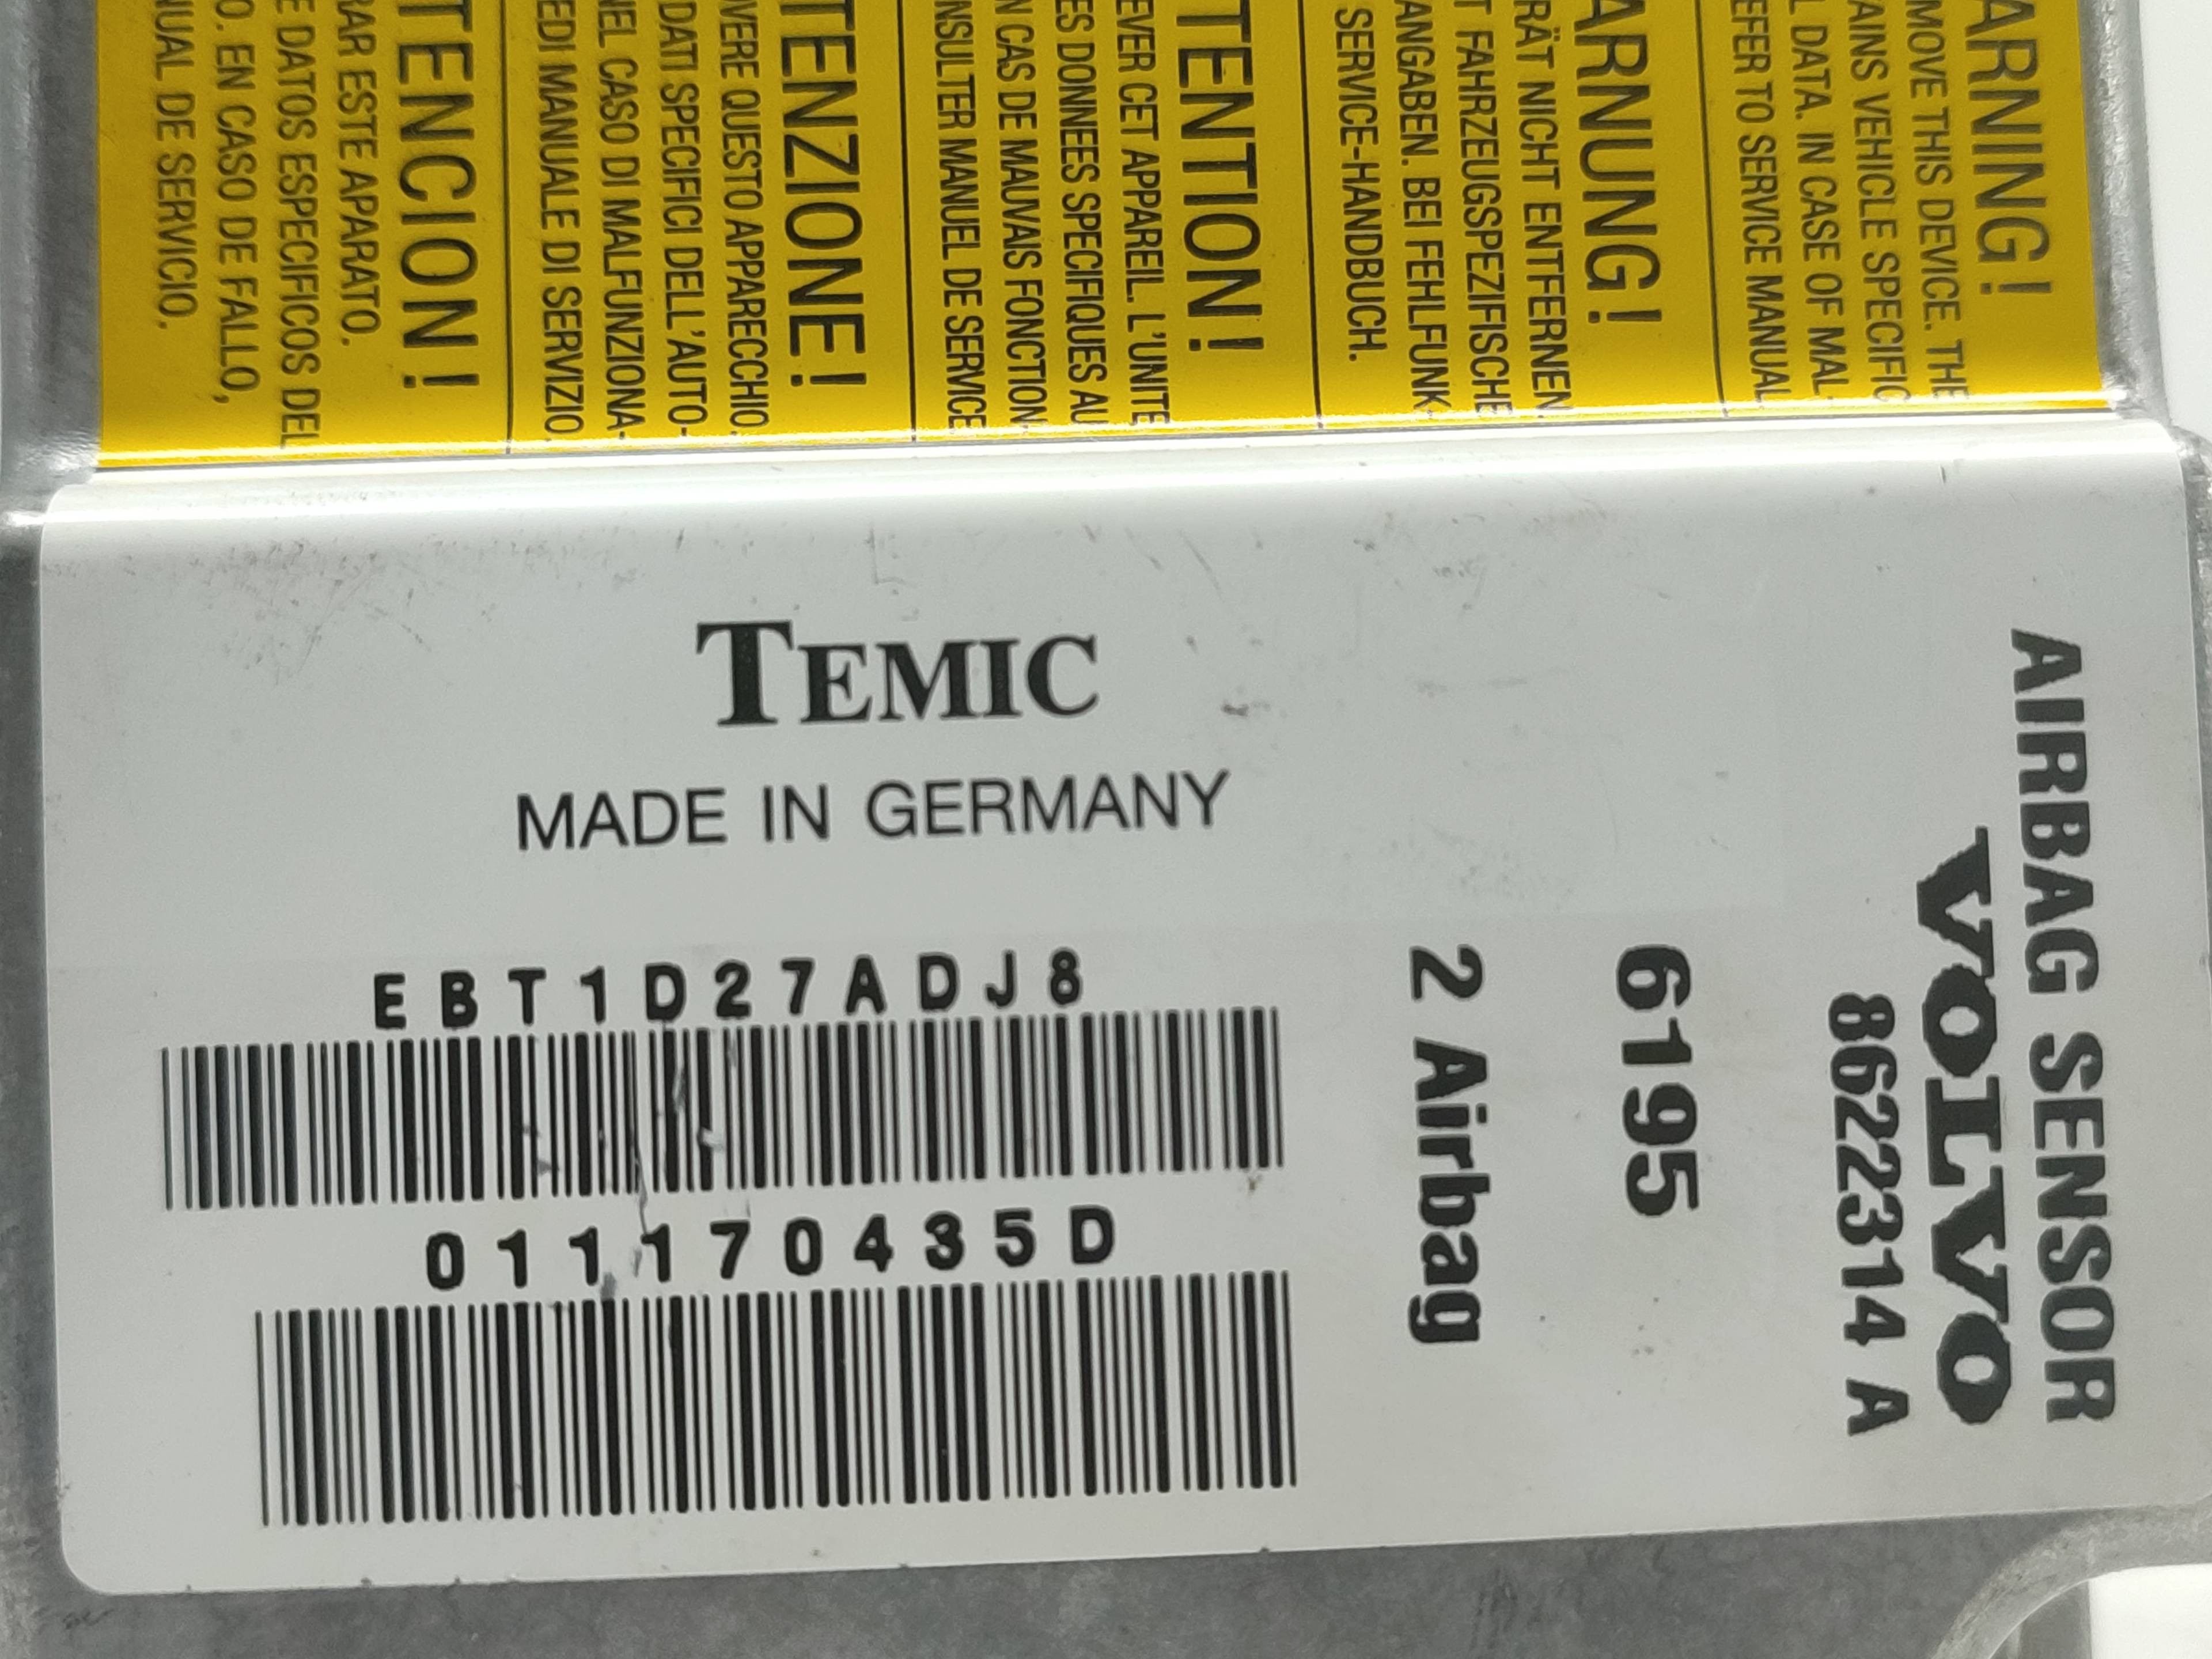 ARNING!
MOVE THIS DEVICE. THE
AINS VEHICLE SPECIFIC
L DATA. IN CASE OF MAL-
EFER TO SERVICE MANUAL
ARNUNG!
RÄT NICHT ENTFERNEN.
T FAHRZEUGSPEZIFISCHE
ANGABEN. BEI FEHLFUNK-
SERVICE-HANDBUCH.
TENTION!
EVER CET APPAREIL. L'UNITE
ES DONNEES SPECIFIQUES AU
N CAS DE MAUVAIS FONCTION-
NSULTER MANUEL DE SERVICE
TENZIONE!
OVERE QUESTO APPARECCHIO.
DATI SPECIFICI DELL'AUTO-
NEL CASO DI MALFUNZIONA-
EDI MANUALE DI SERVIZIO.
TENCION!
RAR ESTE APARATO.
E DATOS ESPECIFICOS DEL
O. EN CASO DE FALLO,
NUAL DE SERVICIO.
TEMIC
MADE IN GERMANY
EBT1D27ADJ8
011170435D
AIRBAG SENSOR
VOLVO
8622314 A
6195
2 Airbag